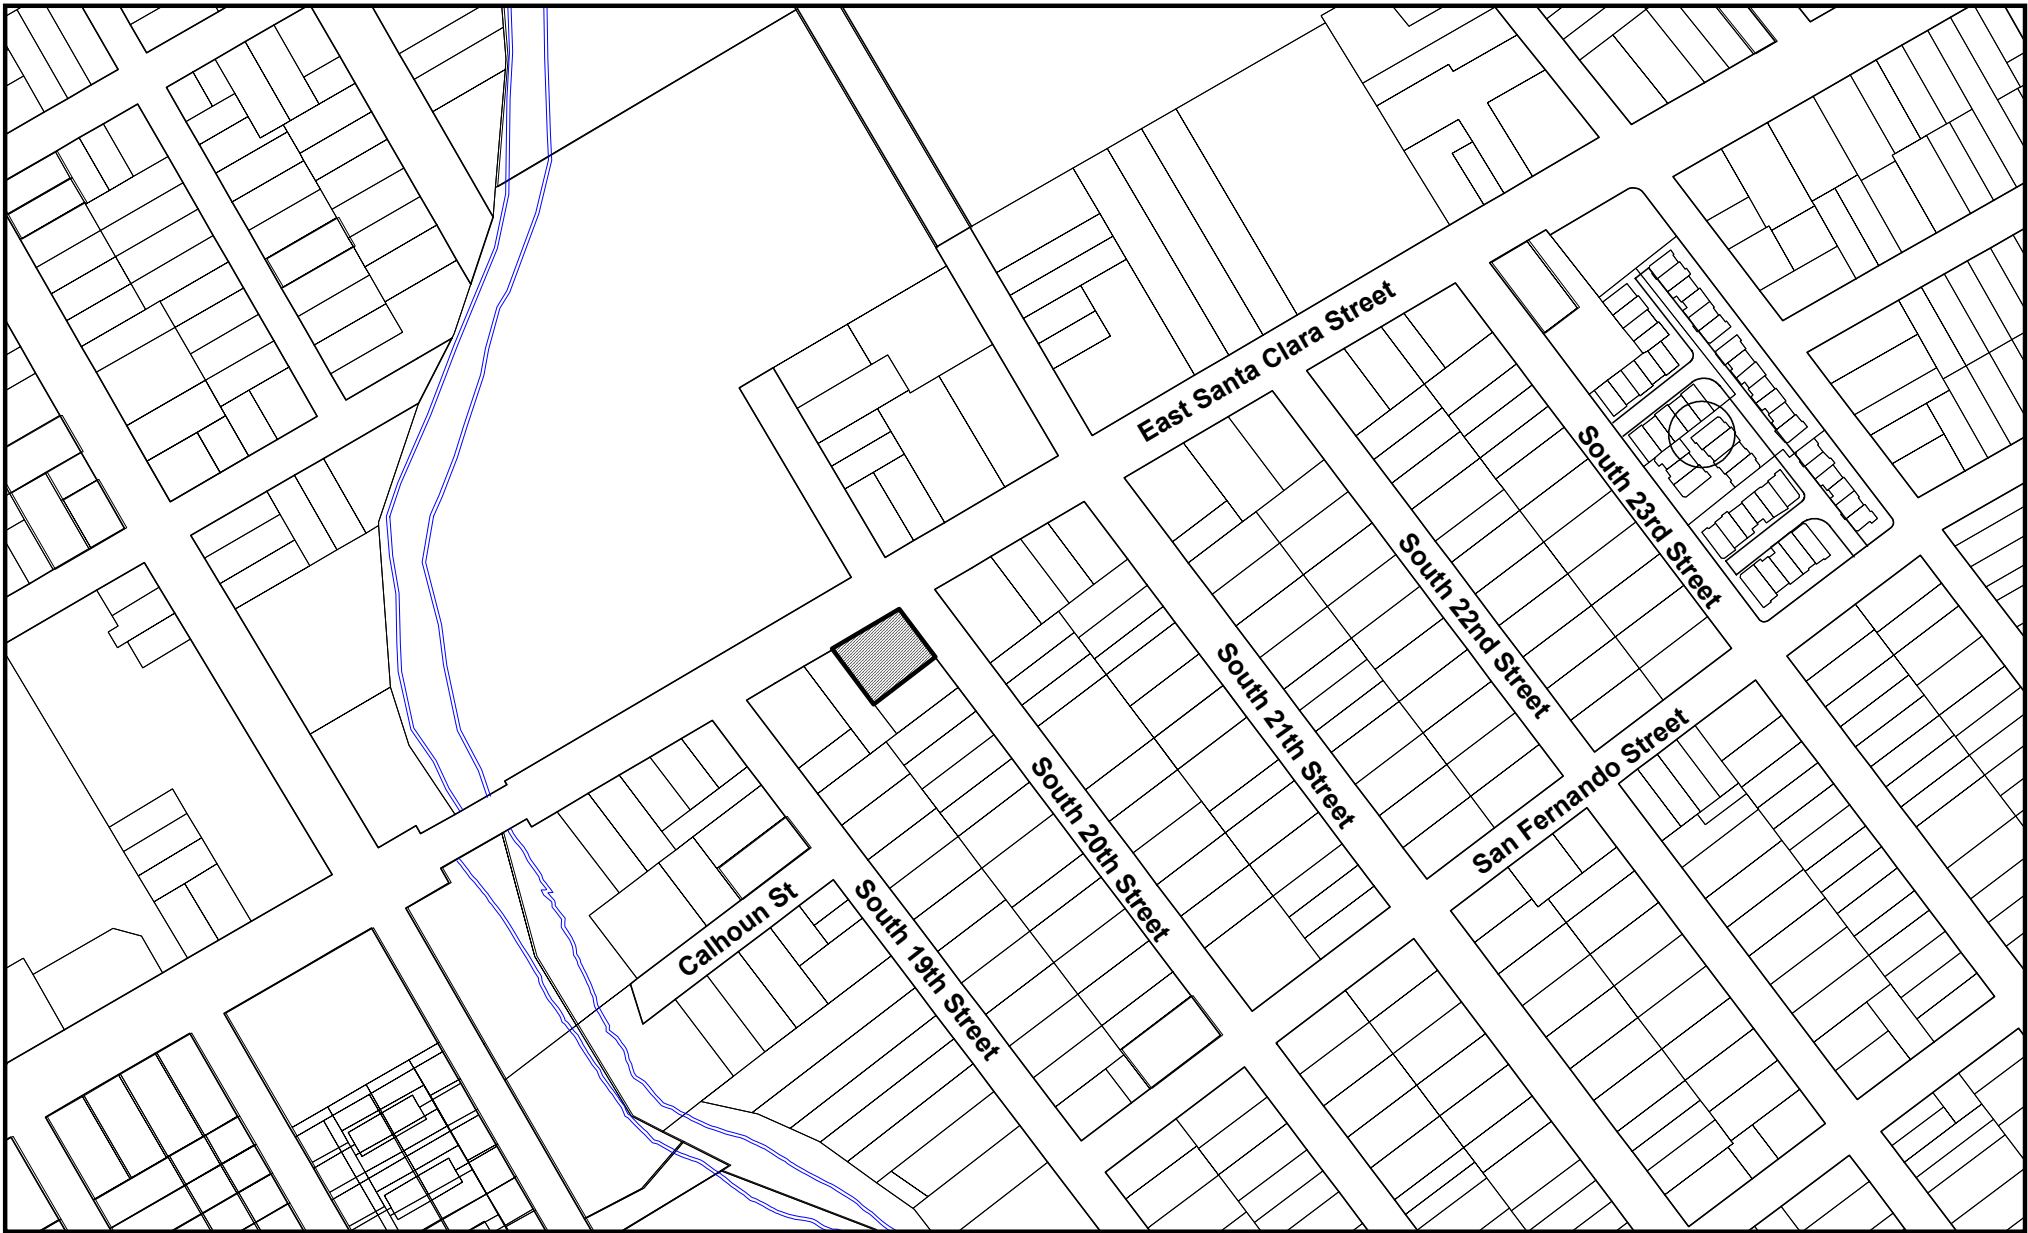 East Santa Clara Street
South 23rd Street
South 22nd Street
South 21th Street
San Fernando Street
South 20th Street
Calhoun St
South 19th Street